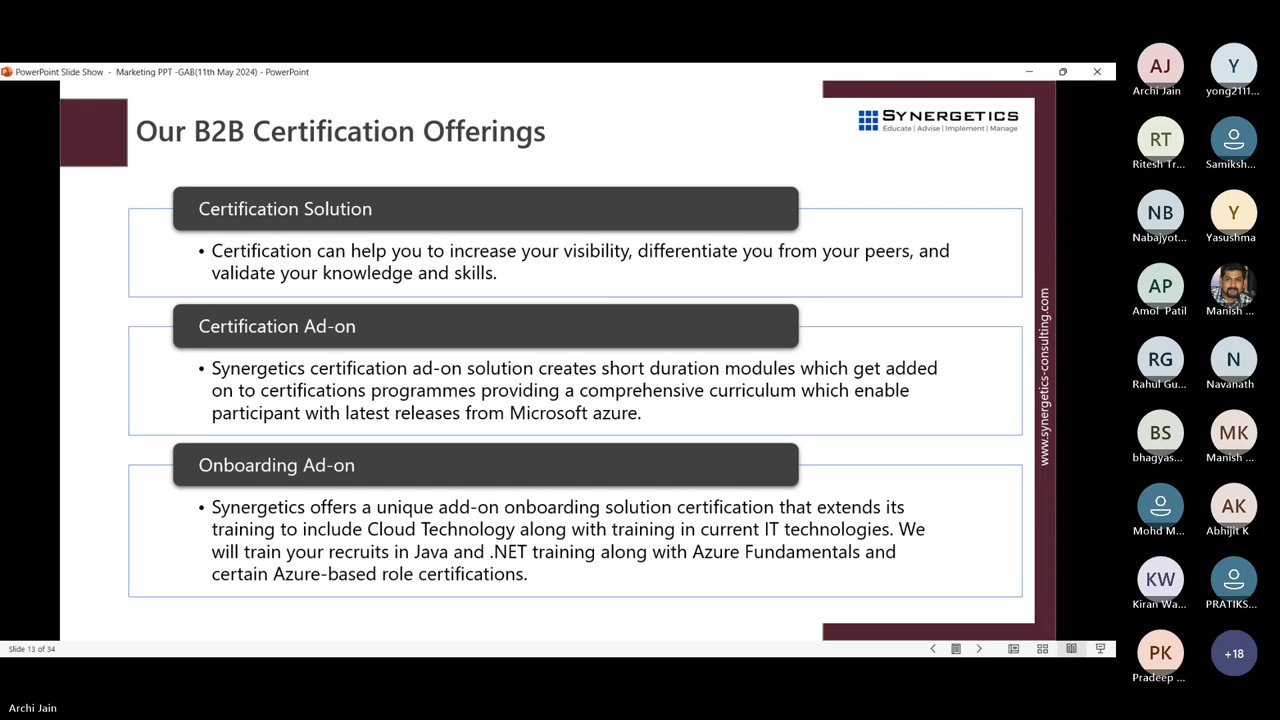 PowerPoint Slide Show - Marketing PPT -GAB(11th May 2024) - PowerPoint
Our B2B Certification Offerings
SYNERGETICS
Educate | Advise | Implement | Manage
Certification Solution
• Certification can help you to increase your visibility, differentiate you from your peers, and
validate your knowledge and skills.
Certification Ad-on
• Synergetics certification ad-on solution creates short duration modules which get added
on to certifications programmes providing a comprehensive curriculum which enable
participant with latest releases from Microsoft azure.
Onboarding Ad-on
• Synergetics offers a unique add-on onboarding solution certification that extends its
training to include Cloud Technology along with training in current IT technologies. We
will train your recruits in Java and .NET training along with Azure Fundamentals and
certain Azure-based role certifications.
www.synergetics-consulting.com
Slide 13 of 34
Archi Jain
AJ
Archi Jain
Y
yong2111...
RT
Ritesh Tr...
Samiksh...
NB
Nabajyot...
Y
Yasushma
AP
Amol Patil
Manish ...
RG
Rahul Gu...
N
Navanath
BS
bhagyas...
MK
Manish ...
Mohd M...
AK
Abhijit K
KW
Kiran Wa...
PRATIKS...
PK
Pradeep ...
+18